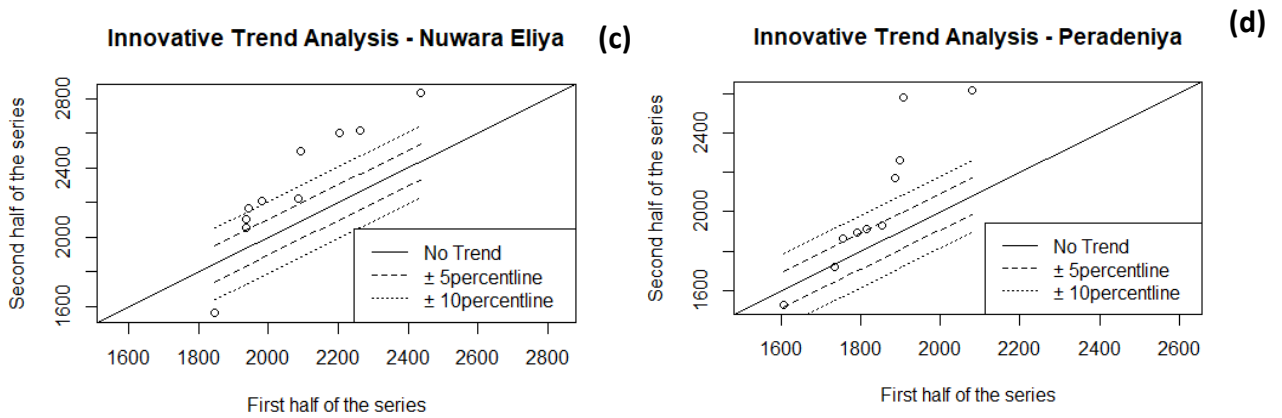 Innovative Trend Analysis - Nuwara Eliya
(c)
Second half of the series
2800
2400
2000
1600
No Trend
± 5percentline
± 10percentline
1600 1800 2000 2200 2400 2600 2800
First half of the series
Innovative Trend Analysis - Peradeniya
(d)
Second half of the series
2400
2000
1600
No Trend
± 5percentline
± 10percentline
1600 1800 2000 2200 2400 2600
First half of the series